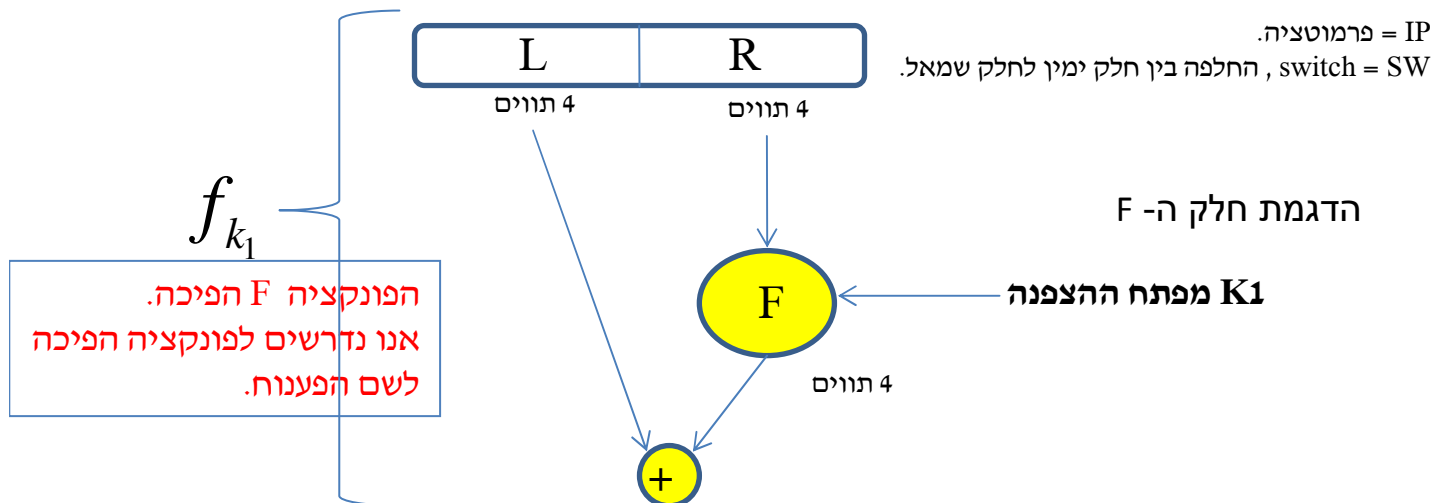 IP = פרמוטציה.
switch = SW , החלפה בין חלק ימין לחלק שמאל.
L R
4 תווים 4 תווים
הדגמת חלק ה- F
f k1
הפונקציה F הפיכה.
אנו נדרשים לפונקציה הפיכה
לשם הפענוח.
F
K1 מפתח ההצפנה
4 תווים
+